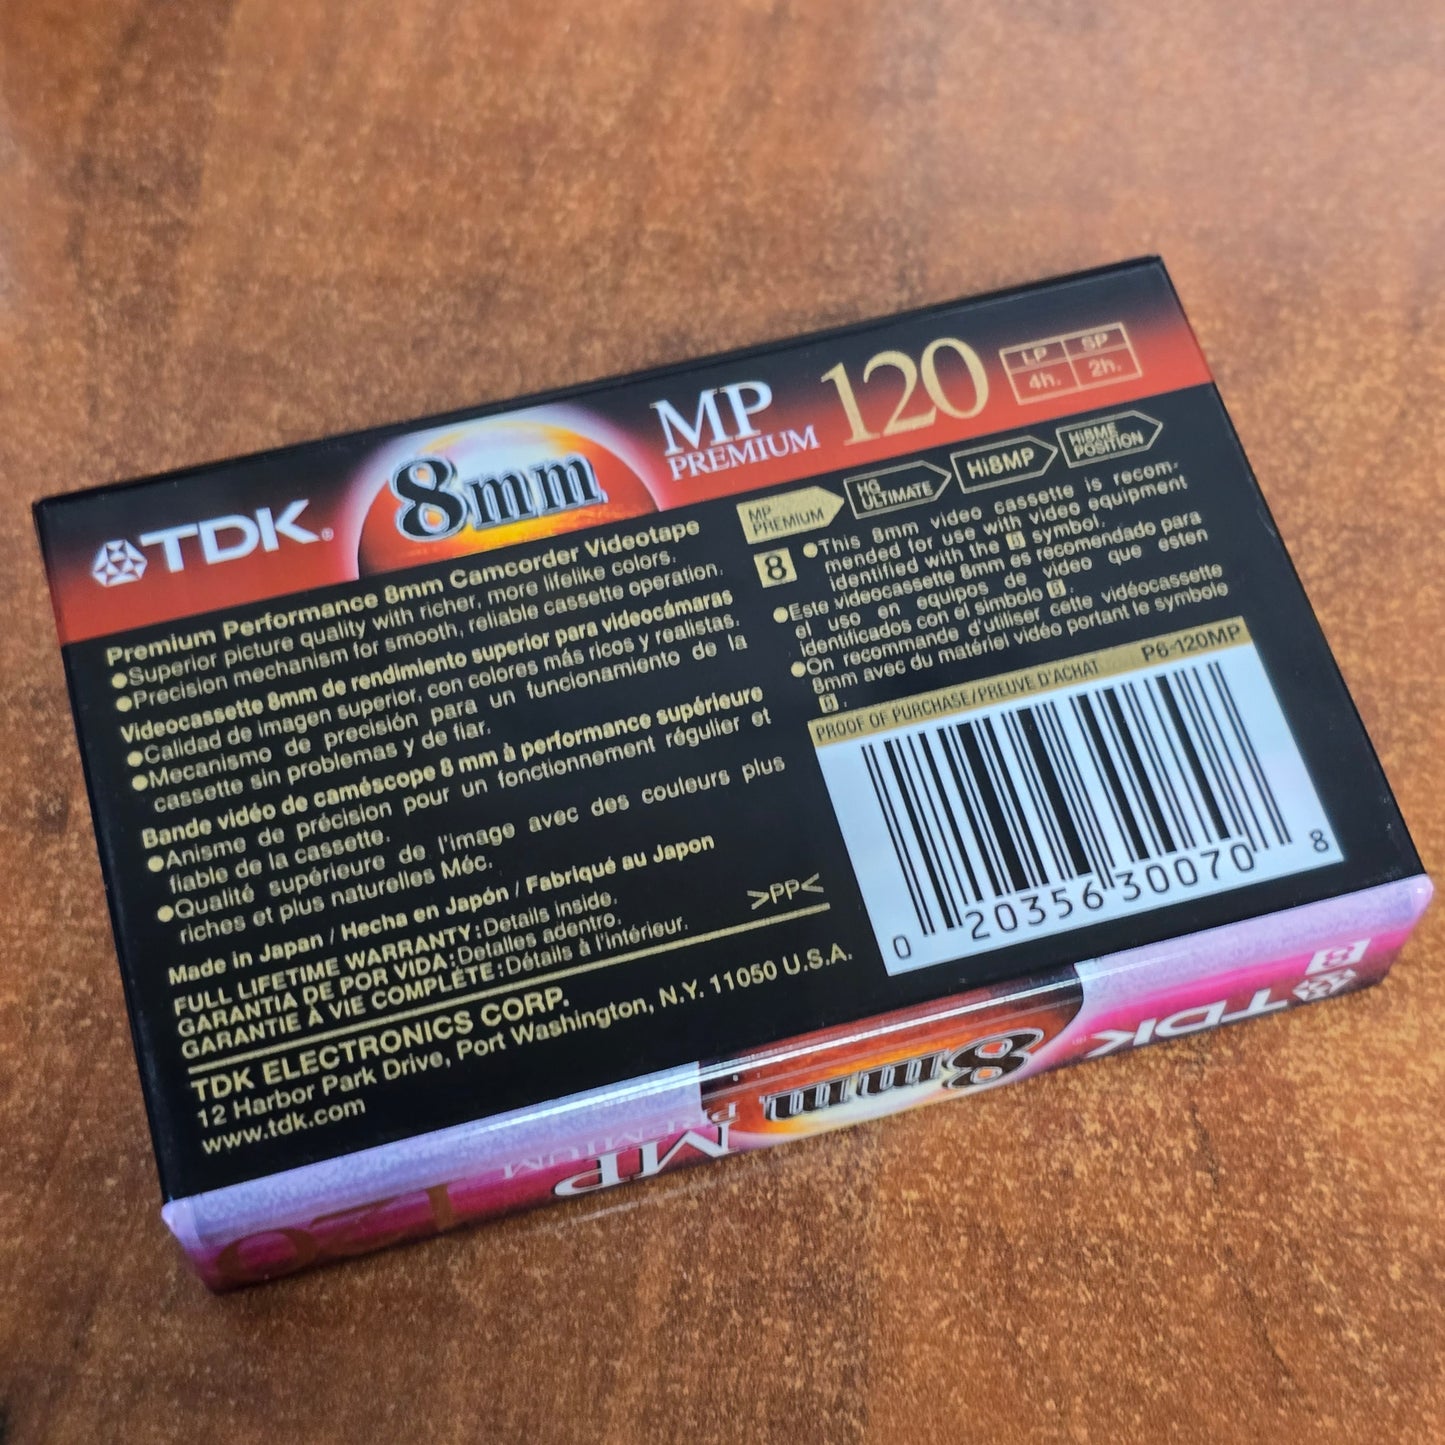 TDK®
8mm
MP
PREMIUM
120
LP SP
4h. 2h.
Premium Performance 8mm Camcorder Videotape
●Superior picture quality with richer, more lifelike colors.
●Precision mechanism for smooth, reliable cassette operation.
Videocassette 8mm de rendimiento superior para videocámaras
●Calidad de imagen superior, con colores más ricos y realistas.
●Mecanismo de precisión para un funcionamiento de la
cassette sin problemas y de fiar.
Bande vidéo de caméscope 8 mm à performance supérieure
●Anisme de précision pour un fonctionnement régulier et
fiable de la cassette.
●Qualité supérieure de l'image avec des couleurs plus
riches et plus naturelles Méc.
Made in Japan / Hecha en Japón / Fabriqué au Japon
FULL LIFETIME WARRANTY:Details inside.
GARANTIA DE POR VIDA:Detalles adentro.
GARANTIE À VIE COMPLÈTE:Détails à l'intérieur.
>PP<
TDK ELECTRONICS CORP.
12 Harbor Park Drive, Port Washington, N.Y. 11050 U.S.A.
www.tdk.com
MP
PREMIUM
HG
ULTIMATE
Hi8MP
Hi8ME
POSITION
8
●This 8mm video cassette is recom-
mended for use with video equipment
identified with the 8 symbol.
●Este videocassette 8mm es recomendado para
el uso en equipos de video que esten
identificados con el simbolo 8.
●On recommande d'utiliser cette vidéocassette
8mm avec du matériel vidéo portant le symbole
8.
PROOF OF PURCHASE/PREUVE D'ACHAT P6-120MP
0 20356 30070 8
8 TDK
8mm
MP
PREMIUM
120